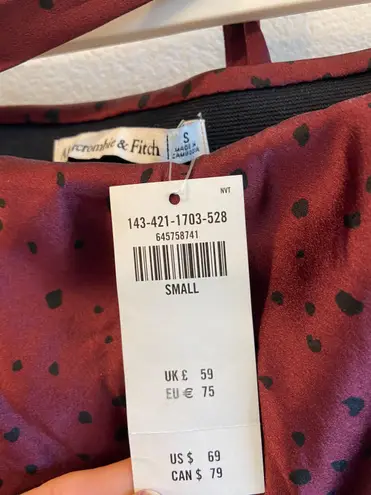 Abercrombie & Fitch
S
MADE IN
CAMBODIA
NVT
143-421-1703-528
645758741
SMALL
UK £ 59
EU € 75
US $ 69
CAN $ 79